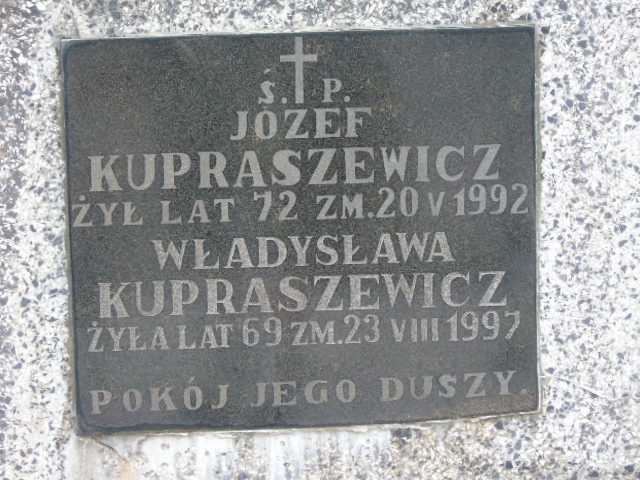 Ś. P.
JÓZEF
KUPRASZEWICZ
ŻYŁ LAT 72 ZM.20 V 1992
WŁADYSŁAWA
KUPRASZEWICZ
ŻYŁA LAT 69 ZM.23 VIII 1997
POKÓJ JEGO DUSZY.